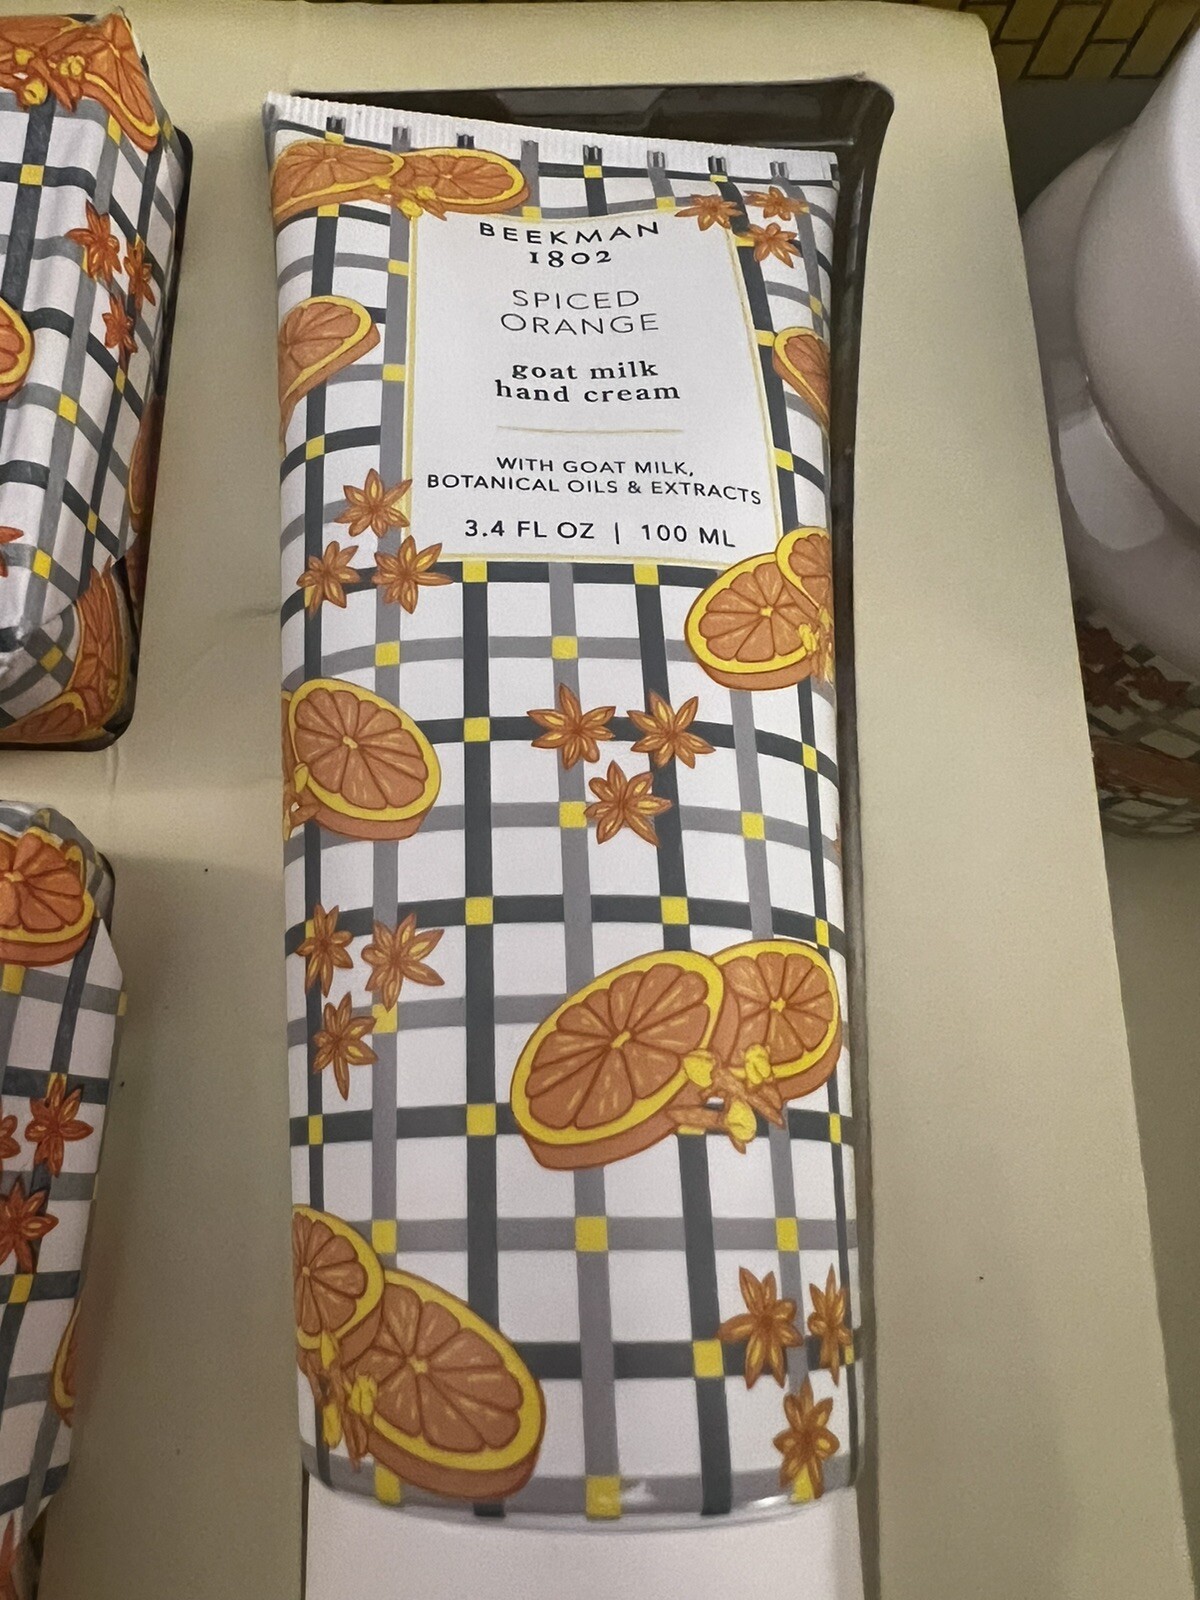 BEEKMAN
1802
SPICED
ORANGE
goat milk
hand cream
WITH GOAT MILK,
BOTANICAL OILS & EXTRACTS
3.4 FL OZ | 100 ML